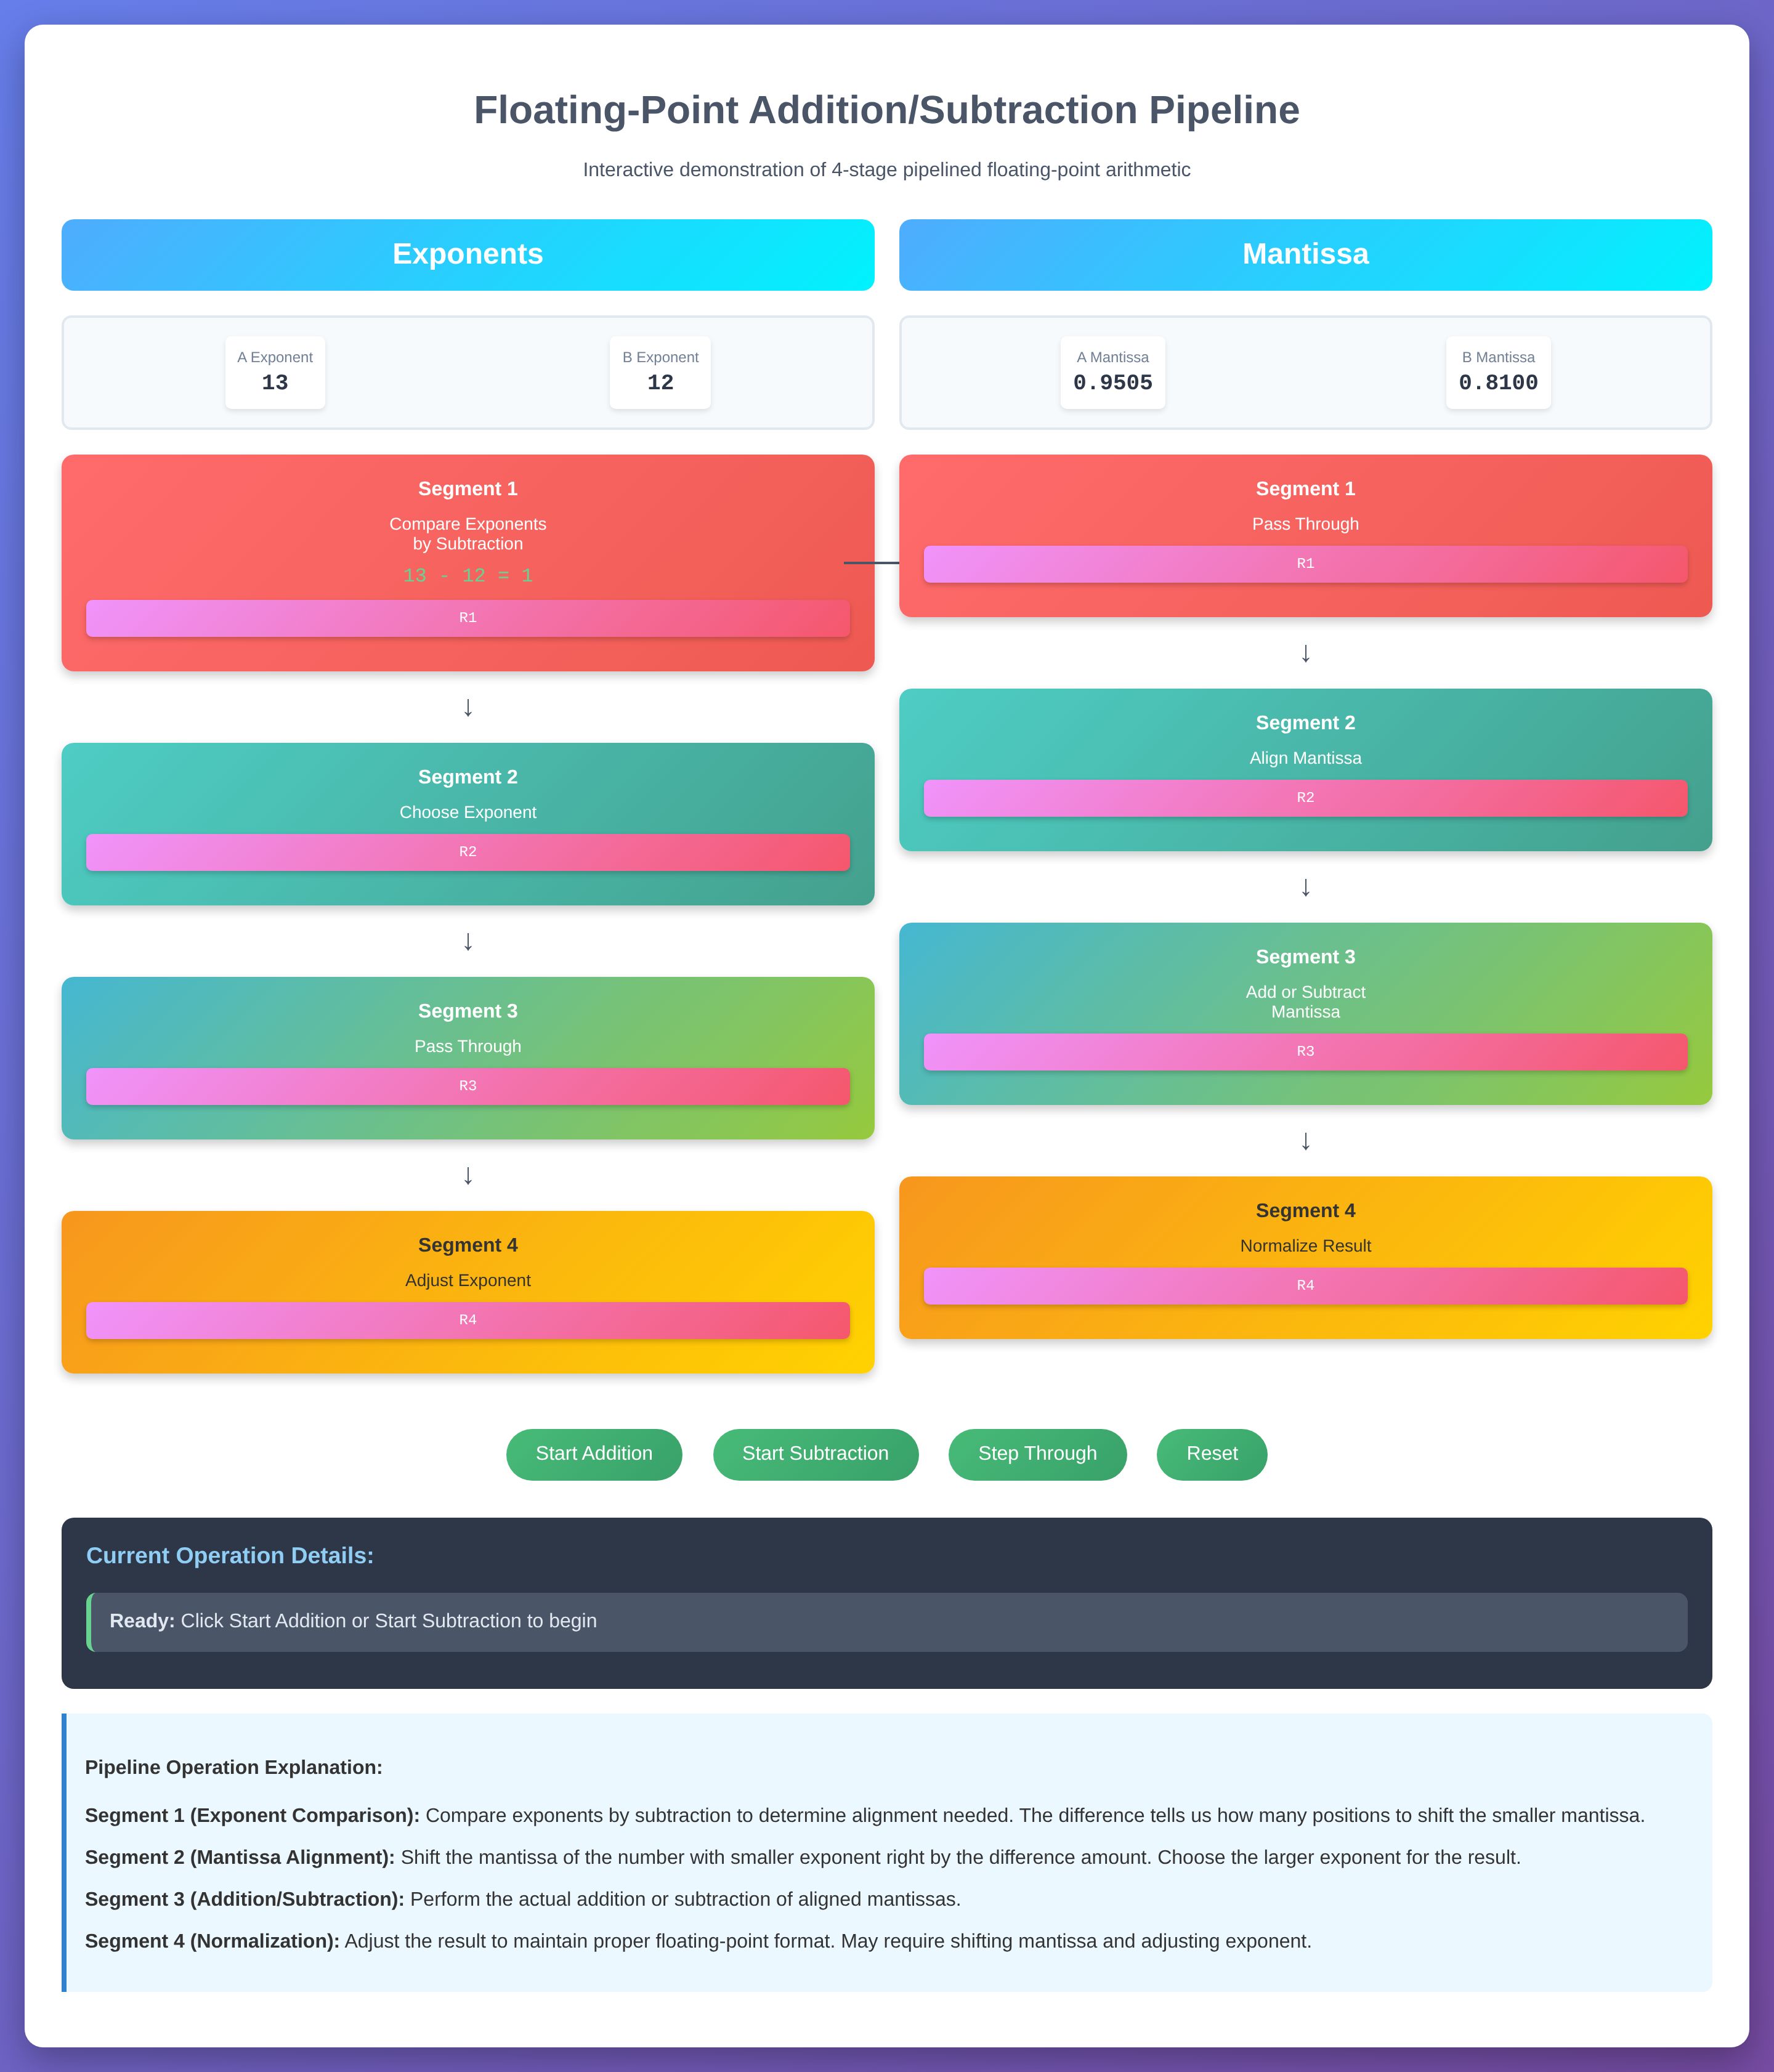 Floating-Point Addition/Subtraction Pipeline
Interactive demonstration of 4-stage pipelined floating-point arithmetic
Exponents
A Exponent
13
B Exponent
12
Segment 1
Compare Exponents
by Subtraction
13 - 12 = 1
R1
↓
Segment 2
Choose Exponent
R2
↓
Segment 3
Pass Through
R3
↓
Segment 4
Adjust Exponent
R4
Mantissa
A Mantissa
0.9505
B Mantissa
0.8100
Segment 1
Pass Through
R1
↓
Segment 2
Align Mantissa
R2
↓
Segment 3
Add or Subtract
Mantissa
R3
↓
Segment 4
Normalize Result
R4
Start Addition
Start Subtraction
Step Through
Reset
Current Operation Details:
Ready: Click Start Addition or Start Subtraction to begin
Pipeline Operation Explanation:
Segment 1 (Exponent Comparison): Compare exponents by subtraction to determine alignment needed. The difference tells us how many positions to shift the smaller mantissa.
Segment 2 (Mantissa Alignment): Shift the mantissa of the number with smaller exponent right by the difference amount. Choose the larger exponent for the result.
Segment 3 (Addition/Subtraction): Perform the actual addition or subtraction of aligned mantissas.
Segment 4 (Normalization): Adjust the result to maintain proper floating-point format. May require shifting mantissa and adjusting exponent.